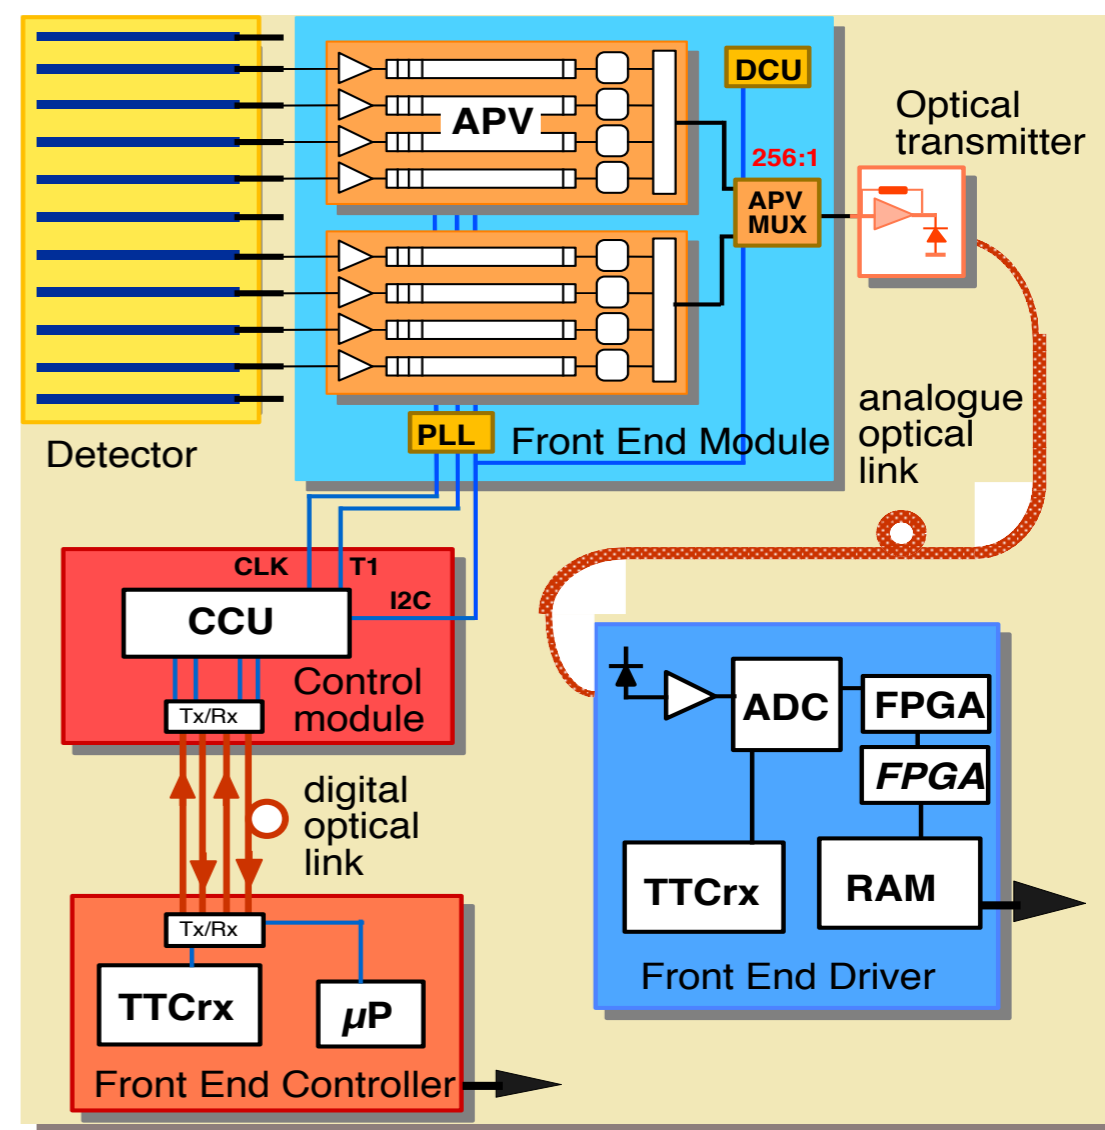 DCU
Optical
transmitter
APV
256:1
APV
MUX
analogue
optical
link
PLL
Front End Module
Detector
CLK
T1
I2C
CCU
Control
module
Tx/Rx
ADC
FPGA
FPGA
digital
optical
link
TTCrx
RAM
Tx/Rx
Front End Driver
TTCrx
µP
Front End Controller